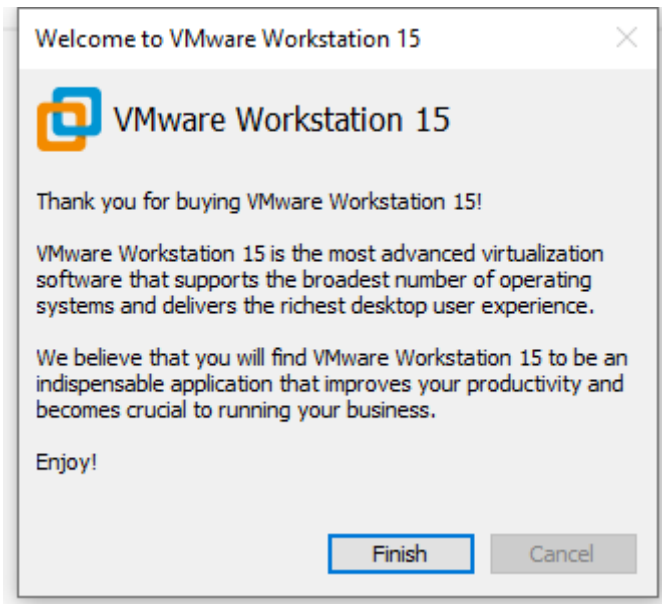 Welcome to VMware Workstation 15
VMware Workstation 15
Thank you for buying VMware Workstation 15!
VMware Workstation 15 is the most advanced virtualization
software that supports the broadest number of operating
systems and delivers the richest desktop user experience.
We believe that you will find VMware Workstation 15 to be an
indispensable application that improves your productivity and
becomes crucial to running your business.
Enjoy!
Finish Cancel